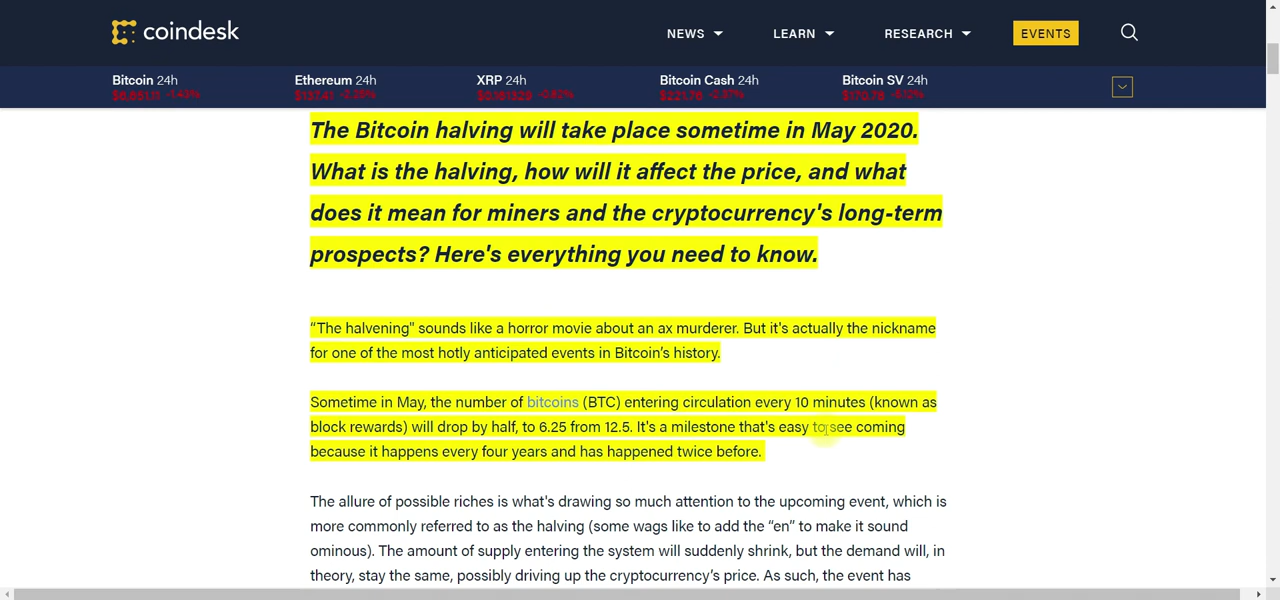 coindesk
NEWS LEARN RESEARCH EVENTS
Bitcoin 24h Ethereum 24h XRP 24h Bitcoin Cash 24h Bitcoin SV 24h
-1.43% $137.41 -2.25% -0.62% $221.76 -2.37% $170.78
The Bitcoin halving will take place sometime in May 2020.
What is the halving, how will it affect the price, and what
does it mean for miners and the cryptocurrency's long-term
prospects? Here's everything you need to know.
“The halvening" sounds like a horror movie about an ax murderer. But it's actually the nickname
for one of the most hotly anticipated events in Bitcoin’s history.
Sometime in May, the number of bitcoins (BTC) entering circulation every 10 minutes (known as
block rewards) will drop by half, to 6.25 from 12.5. It's a milestone that's easy to see coming
because it happens every four years and has happened twice before.
The allure of possible riches is what's drawing so much attention to the upcoming event, which is
more commonly referred to as the halving (some wags like to add the “en” to make it sound
ominous). The amount of supply entering the system will suddenly shrink, but the demand will, in
theory, stay the same, possibly driving up the cryptocurrency’s price. As such, the event has